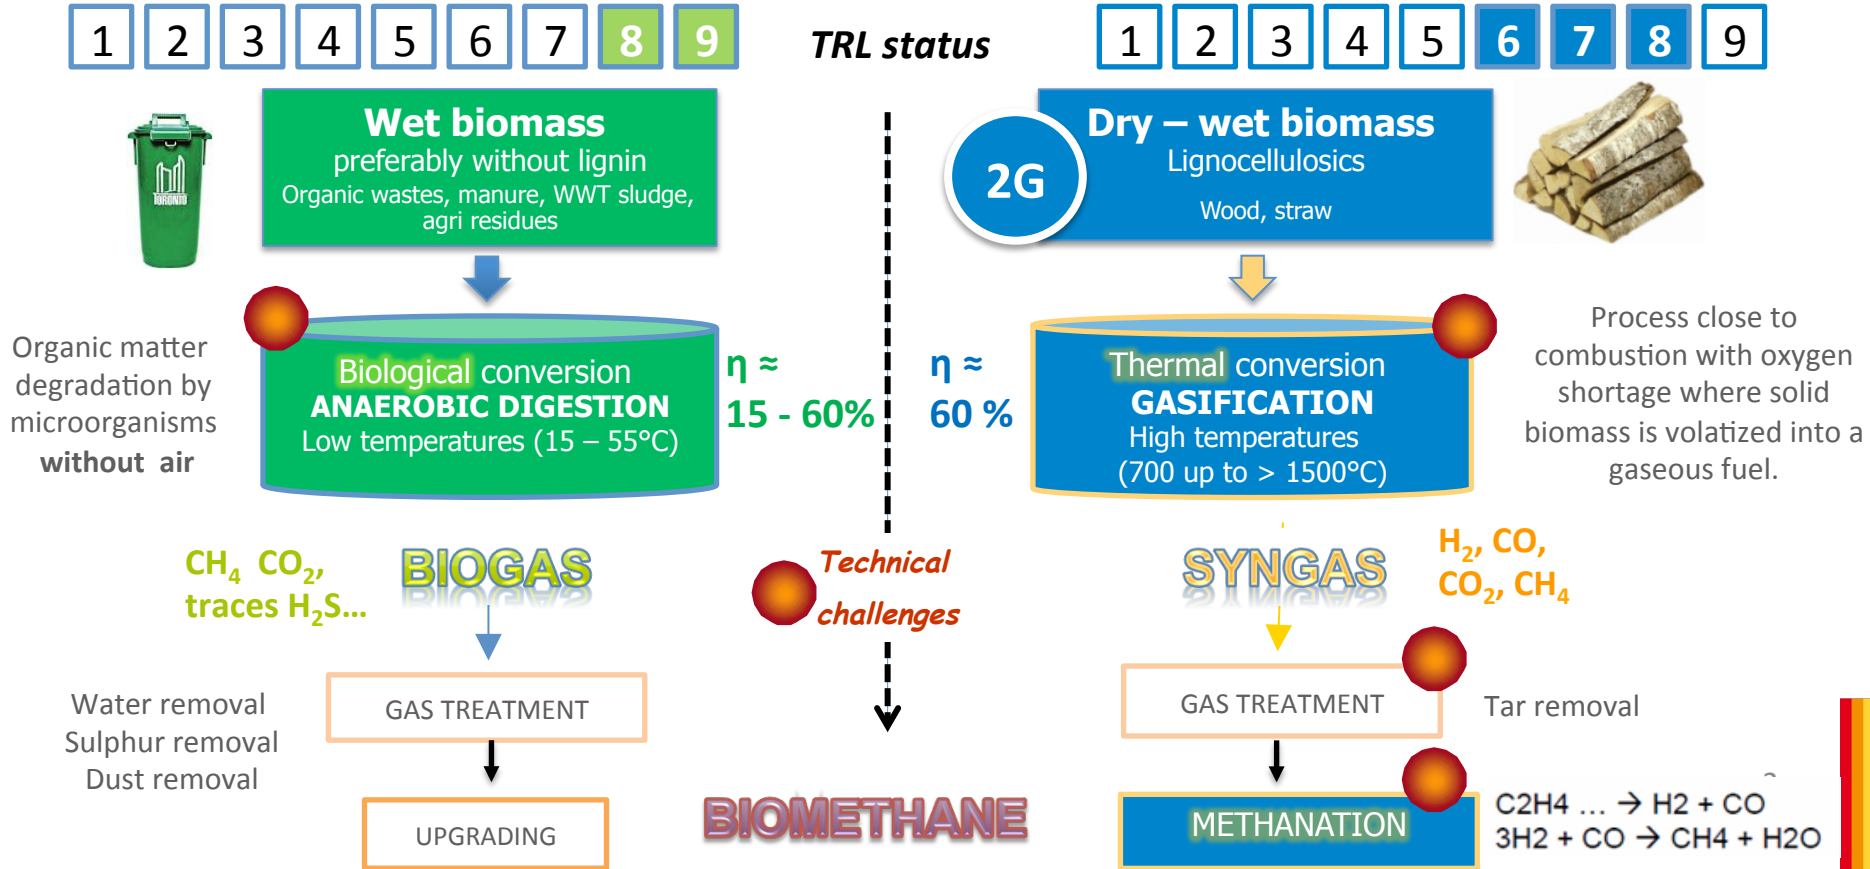 1 2 3 4 5 6 7 8 9
TRL status
1 2 3 4 5 6 7 8 9
Wet biomass
preferably without lignin
Organic wastes, manure, WWT sludge,
agri residues
TORONTO
2G
Dry – wet biomass
Lignocellulosics
Wood, straw
Organic matter
degradation by
microorganisms
without air
Biological conversion
ANAEROBIC DIGESTION
Low temperatures (15 – 55°C)
η ≈
15 - 60%
η ≈
60 %
Thermal conversion
GASIFICATION
High temperatures
(700 up to > 1500°C)
Process close to
combustion with oxygen
shortage where solid
biomass is volatized into a
gaseous fuel.
CH₄ CO₂,
traces H₂S...
BIOGAS
Technical
challenges
SYNGAS
H₂, CO,
CO₂, CH₄
Water removal
Sulphur removal
Dust removal
GAS TREATMENT
UPGRADING
BIOMETHANE
GAS TREATMENT
Tar removal
METHANATION
C2H4 ... → H2 + CO
3H2 + CO → CH4 + H2O